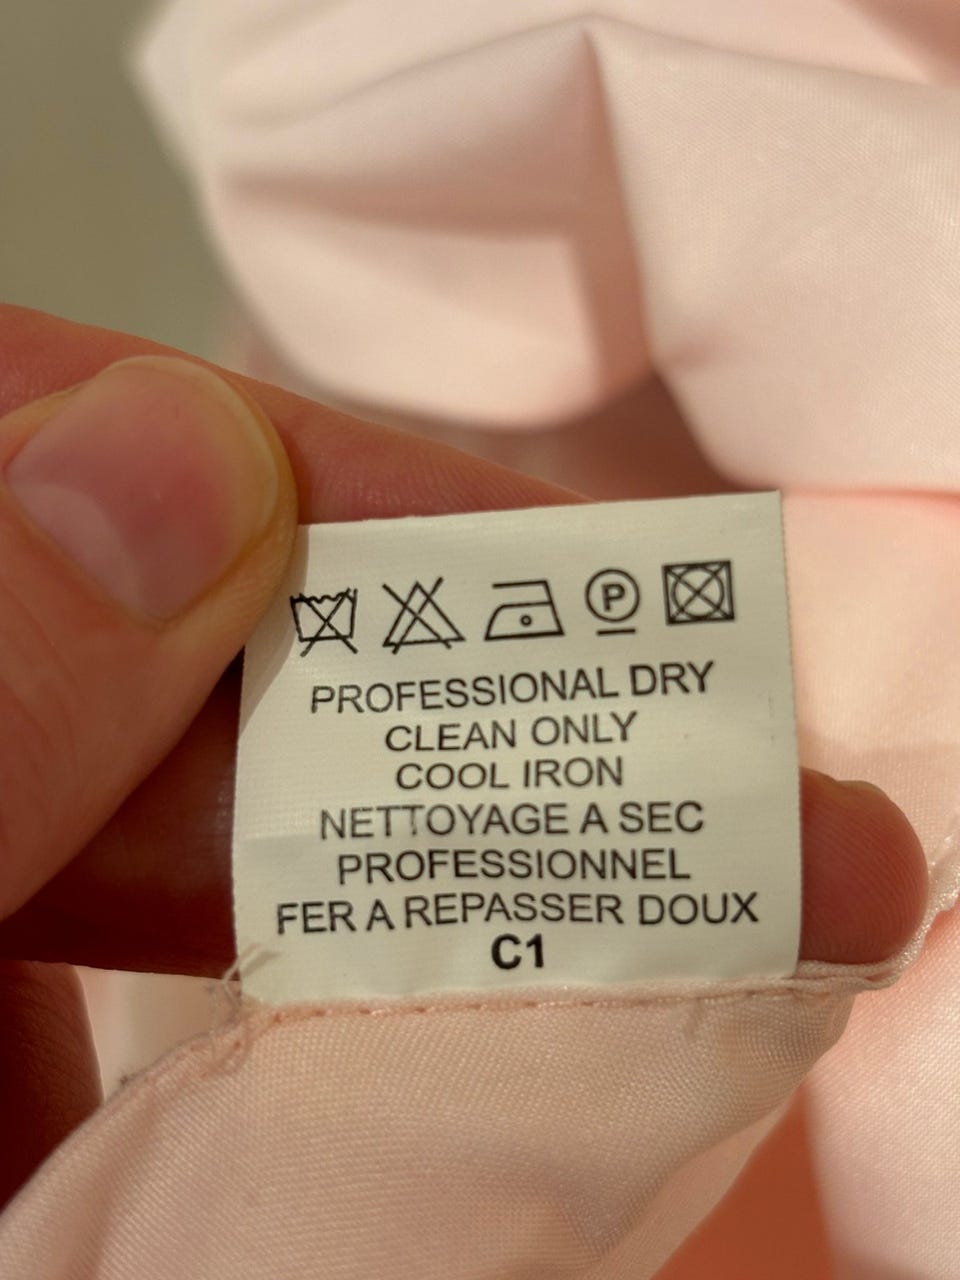 P
PROFESSIONAL DRY
CLEAN ONLY
COOL IRON
NETTOYAGE A SEC
PROFESSIONNEL
FER A REPASSER DOUX
C1